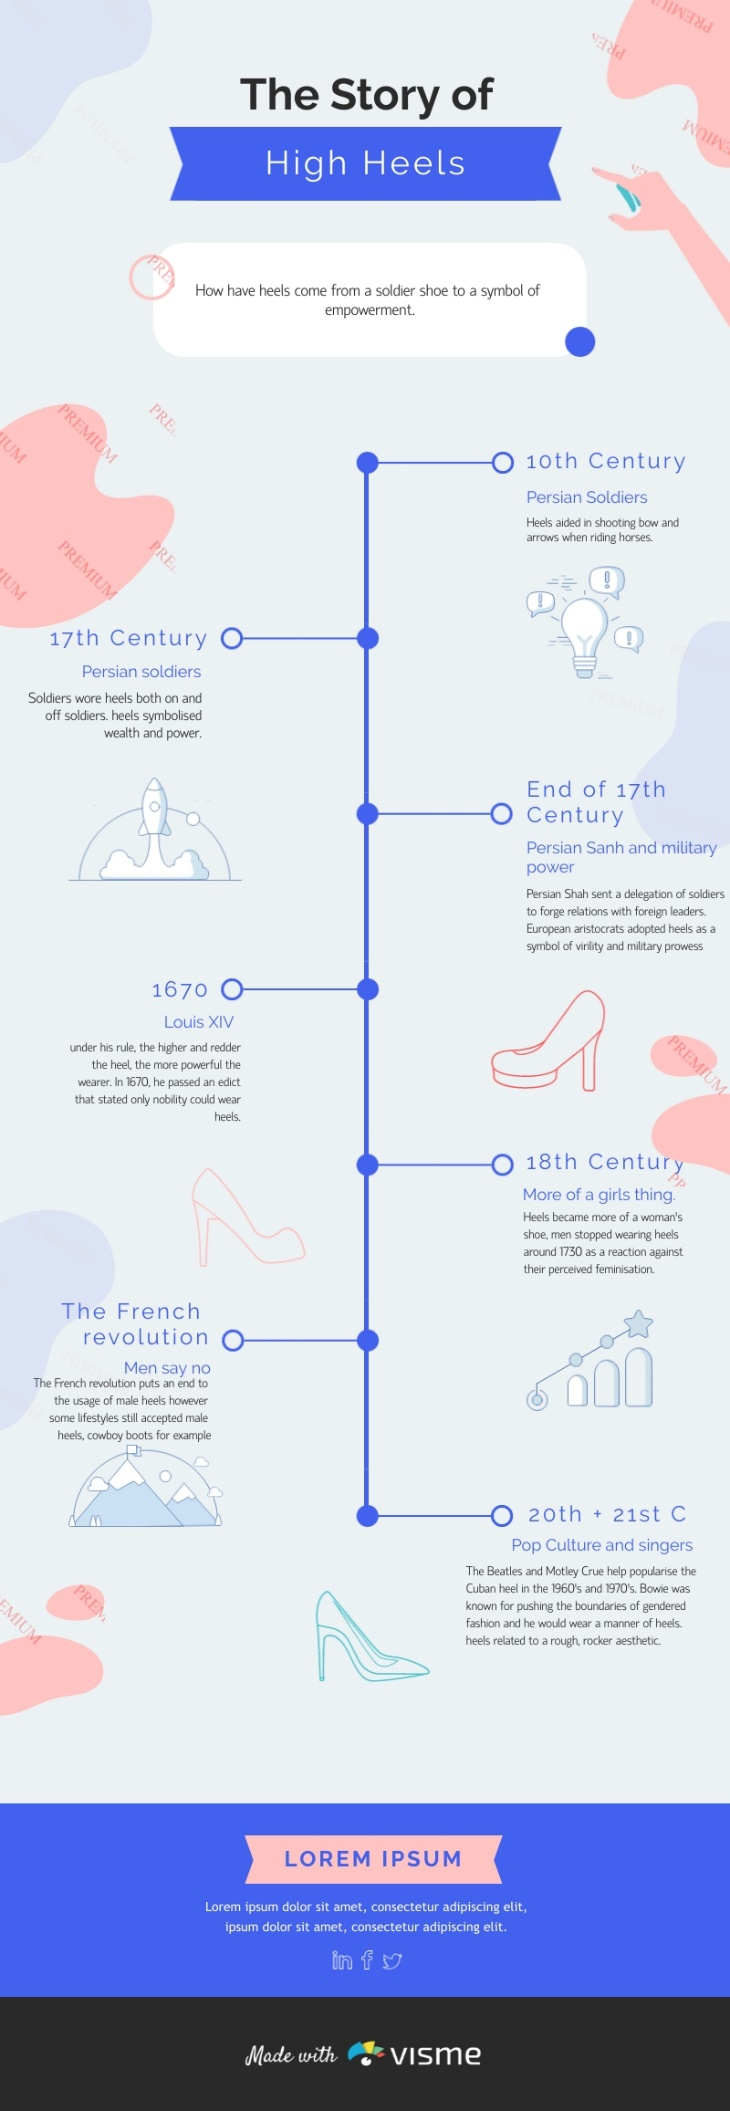 The Story of
High Heels
How have heels come from a soldier shoe to a symbol of
empowerment.
10th Century
Persian Soldiers
Heels aided in shooting bow and
arrows when riding horses.
17th Century
Persian soldiers
Soldiers wore heels both on and
off soldiers. heels symbolised
wealth and power.
End of 17th
Century
Persian Sanh and military
power
Persian Shah sent a delegation of soldiers
to forge relations with foreign leaders.
European aristocrats adopted heels as a
symbol of virility and military prowess
1670
Louis XIV
under his rule, the higher and redder
the heel, the more powerful the
wearer. In 1670, he passed an edict
that stated only nobility could wear
heels.
18th Century
More of a girls thing.
Heels became more of a woman's
shoe, men stopped wearing heels
around 1730 as a reaction against
their perceived feminisation.
The French
revolution
Men say no
The French revolution puts an end to
the usage of male heels however
some lifestyles still accepted male
heels, cowboy boots for example
20th + 21st C
Pop Culture and singers
The Beatles and Motley Crue help popularise the
Cuban heel in the 1960's and 1970's. Bowie was
known for pushing the boundaries of gendered
fashion and he would wear a manner of heels.
heels related to a rough, rocker aesthetic.
LOREM IPSUM
Lorem ipsum dolor sit amet, consectetur adipiscing elit,
ipsum dolor sit amet, consectetur adipiscing elit.
Made with VISME
PREMIUM
PREMIUM
PREMIUM
PREMIUM
PREMIUM
PREMIUM